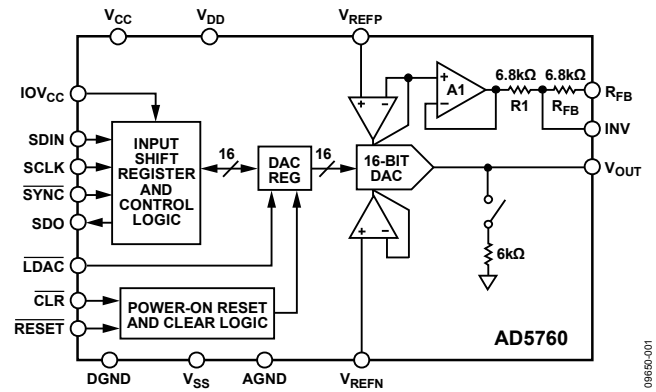 VCC
VDD
VREFP
IOVCC
SDIN
SCLK
SYNC
SDO
LDAC
CLR
RESET
INPUT
SHIFT
REGISTER
AND
CONTROL
LOGIC
16
DAC
REG
16
16-BIT
DAC
+ −
+ −
+
−
A1
6.8kΩ
R1
6.8kΩ
RFB
RFB
INV
VOUT
6kΩ
POWER-ON RESET
AND CLEAR LOGIC
AD5760
DGND
VSS
AGND
VREFN
09650-001